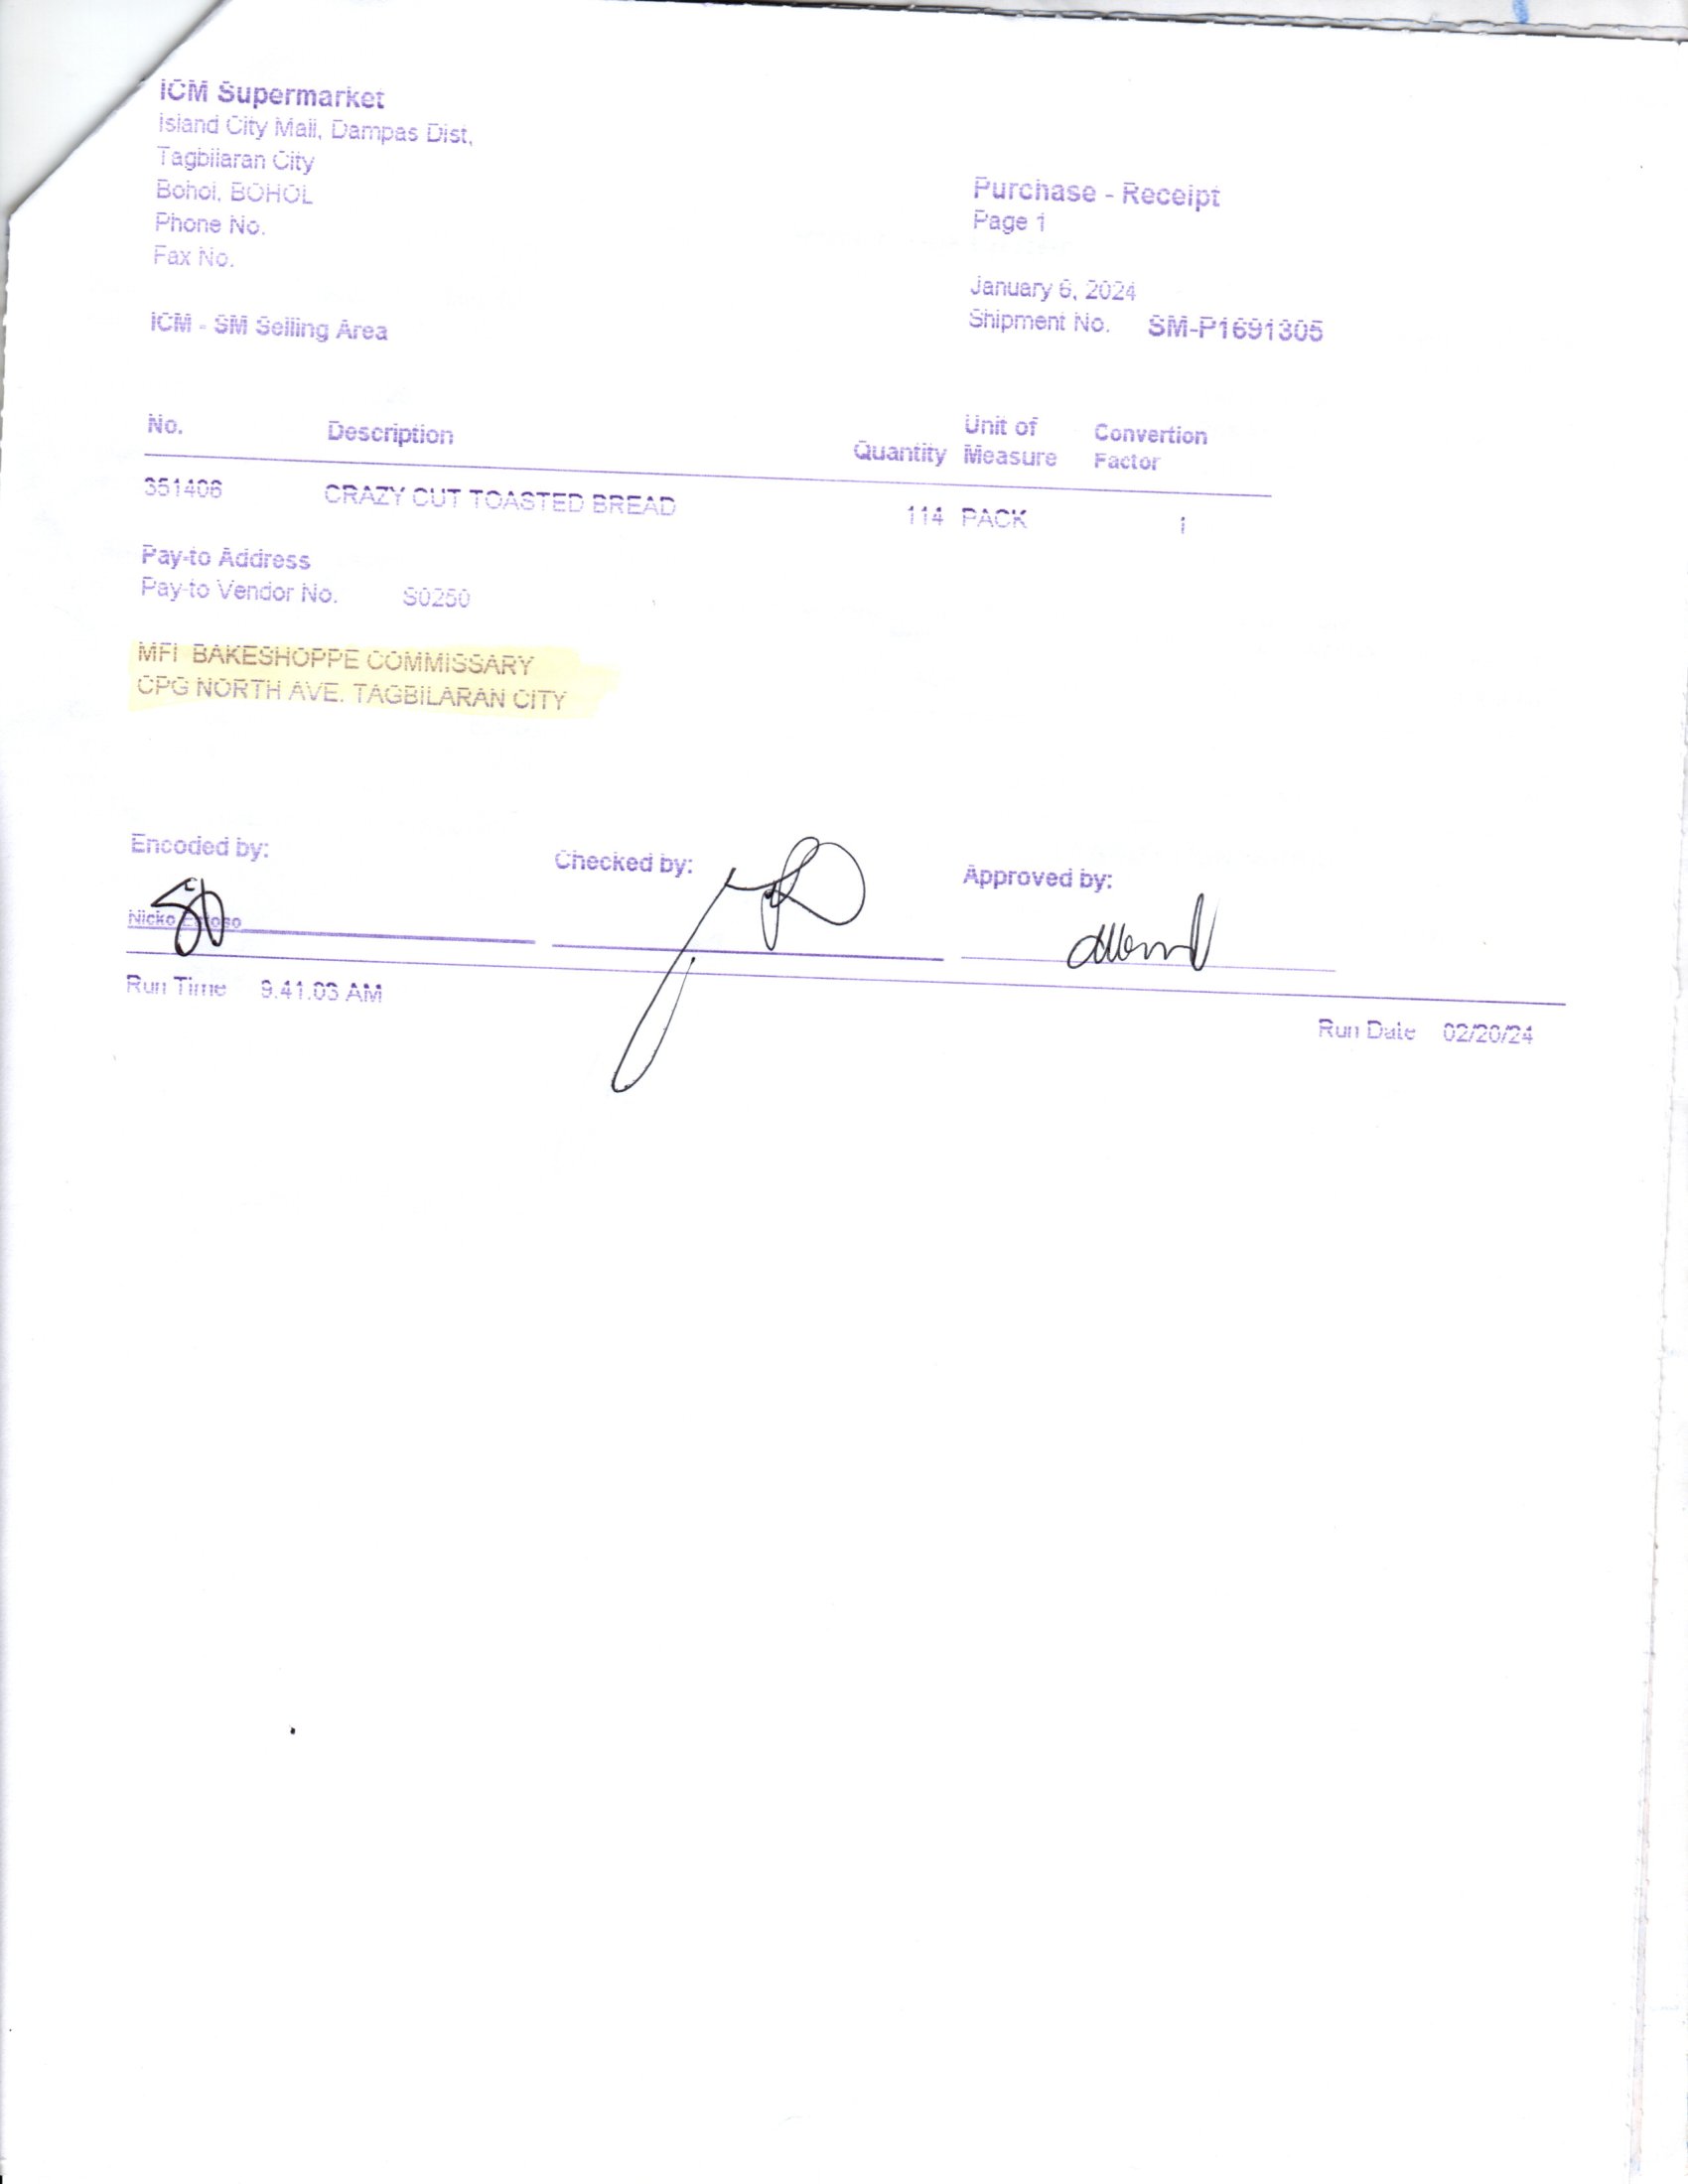 ICM Supermarket
Island City Mall, Dampas Dist,
Tagbilaran City
Bohol, BOHOL
Phone No.
Fax No.
Purchase - Receipt
Page 1
January 6, 2024
Shipment No. SM-P1691305
ICM - SM Selling Area
No. Description Quantity Unit of Measure Convertion Factor
351406 CRAZY CUT TOASTED BREAD 114 PACK 1
Pay-to Address
Pay-to Vendor No. S0250
MFI BAKESHOPPE COMMISSARY
CPG NORTH AVE. TAGBILARAN CITY
Encoded by: Checked by: Approved by:
Nicko
Run Time 9.41.03 AM
Run Date 02/20/24